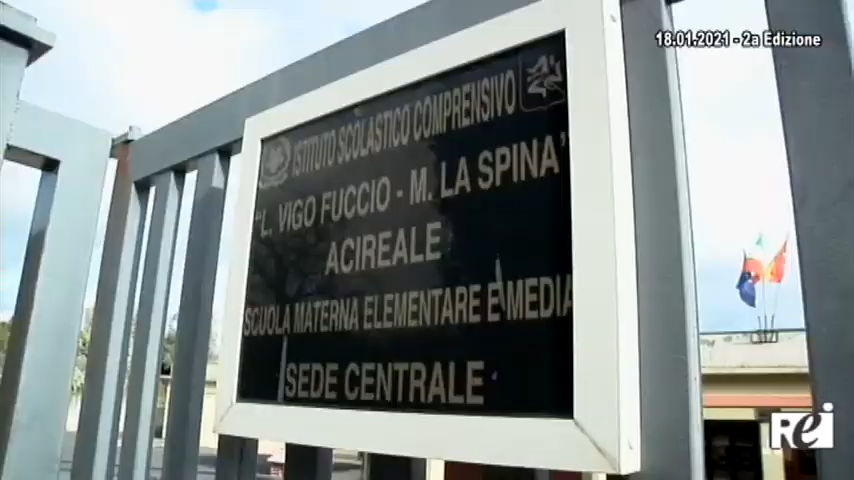 18.01.2021 - 2a Edizione
ISTITUTO SCOLASTICO COMPRENSIVO
"L. VIGO FUCCIO - M. LA SPINA"
ACIREALE
SCUOLA MATERNA ELEMENTARE E MEDIA
SEDE CENTRALE
Rei